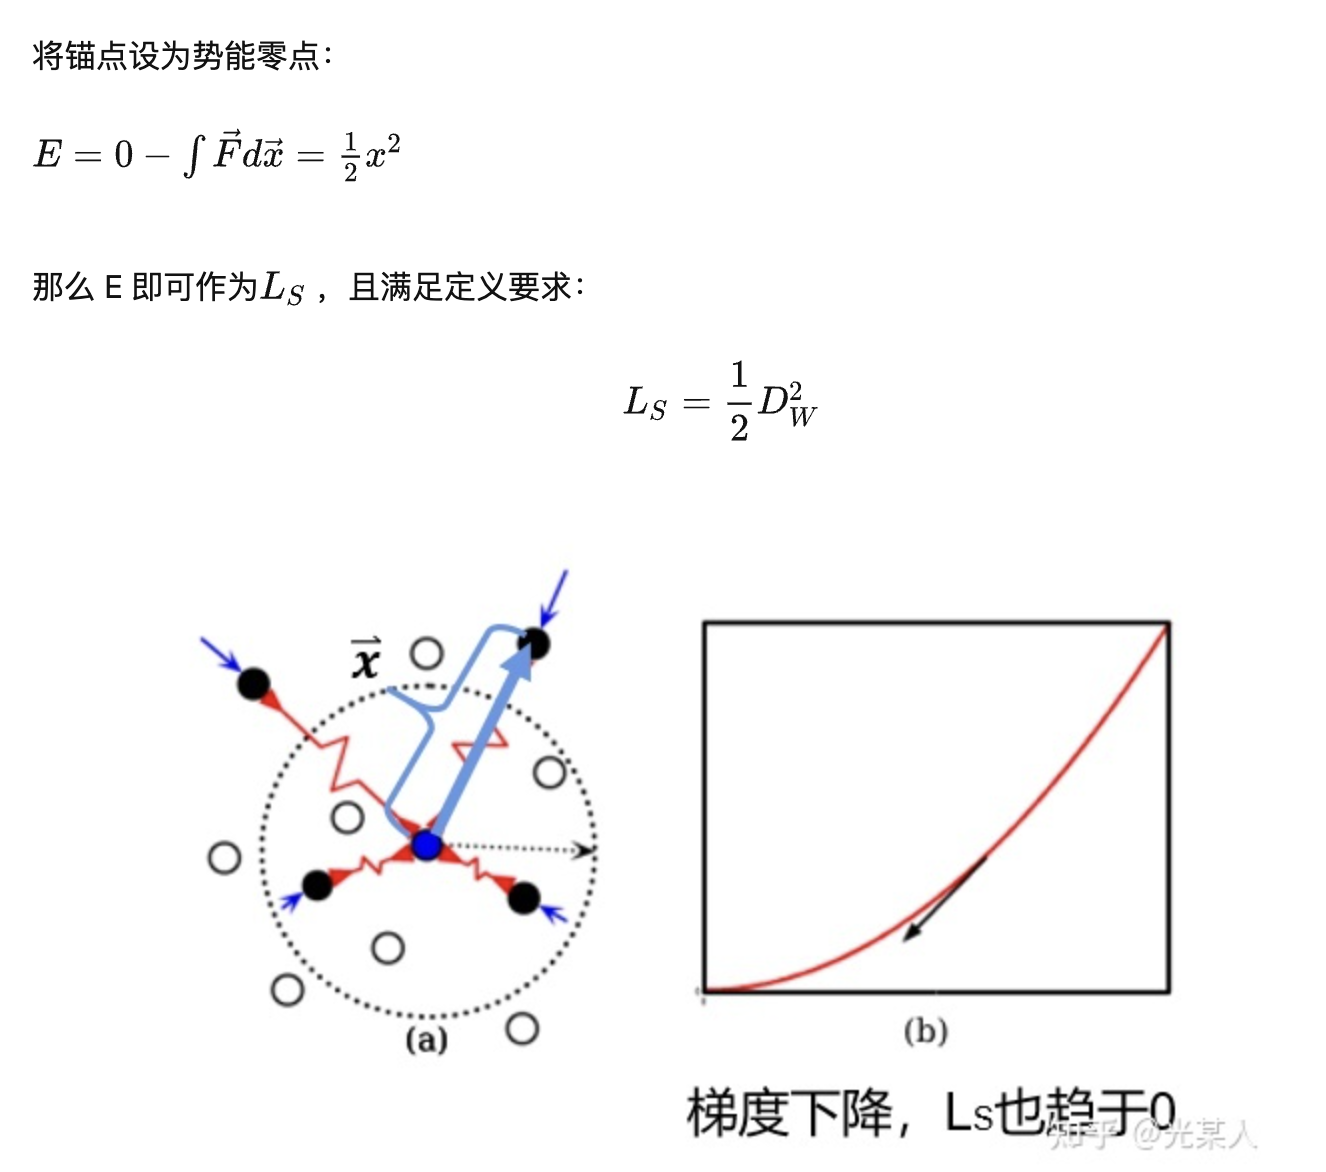 将锚点设为势能零点：
$E = 0 - \int \vec{F} d\vec{x} = \frac{1}{2}x^2$
那么 E 即可作为$L_S$ ，且满足定义要求：
$L_S = \frac{1}{2} D_W^2$
$\vec{x}$
(a)
(b)
梯度下降，Ls也趋于0
知乎 @光某人